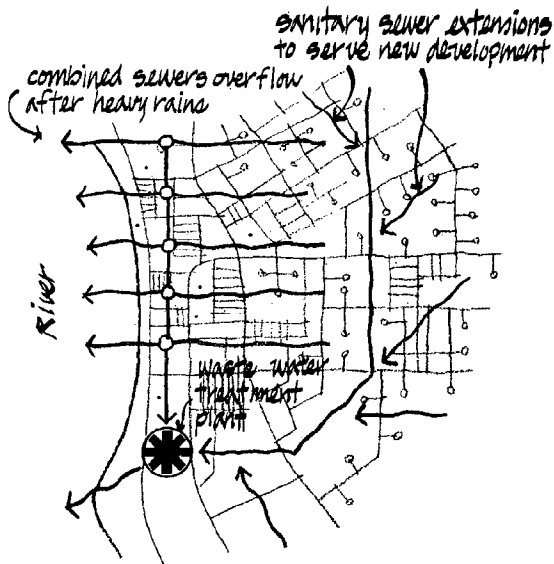 sanitary sewer extensions
to serve new development
combined sewers overflow
after heavy rains
River
waste water
treatment
plant